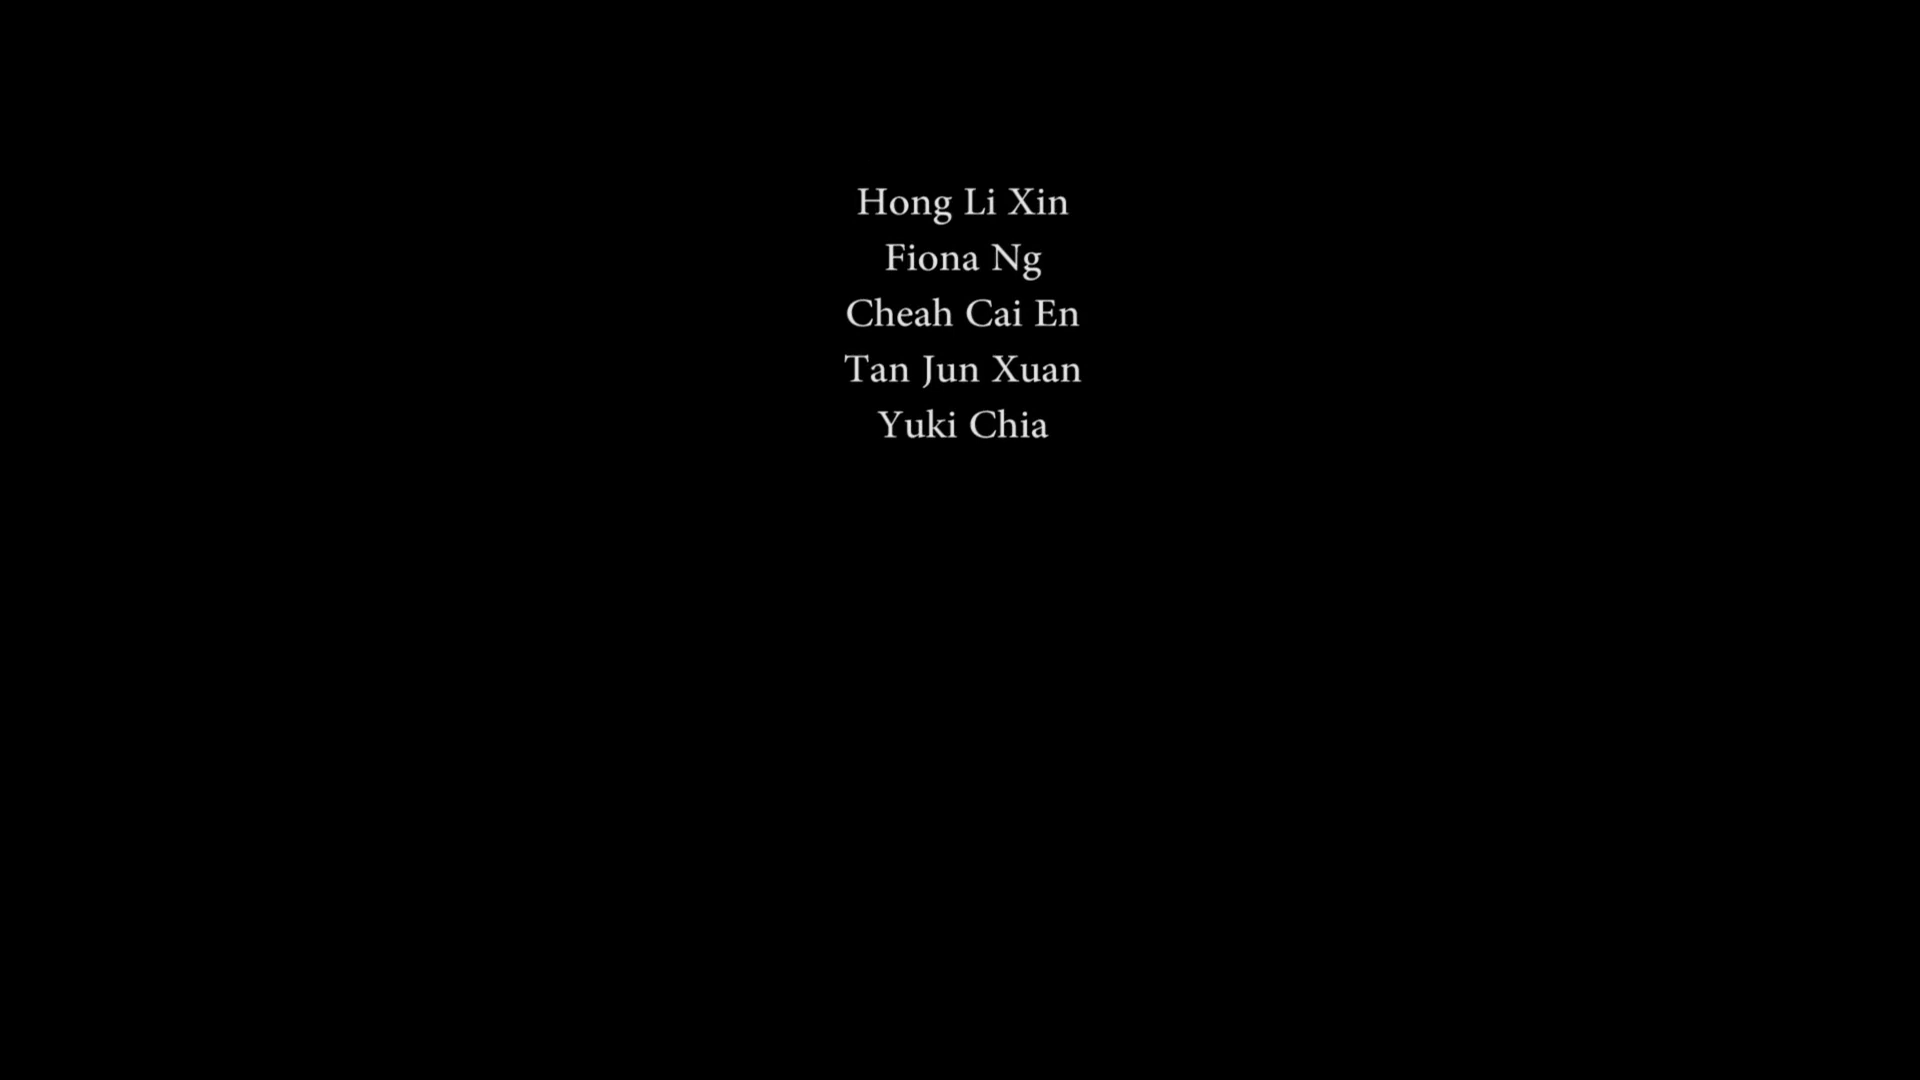 Hong Li Xin
Fiona Ng
Cheah Cai En
Tan Jun Xuan
Yuki Chia